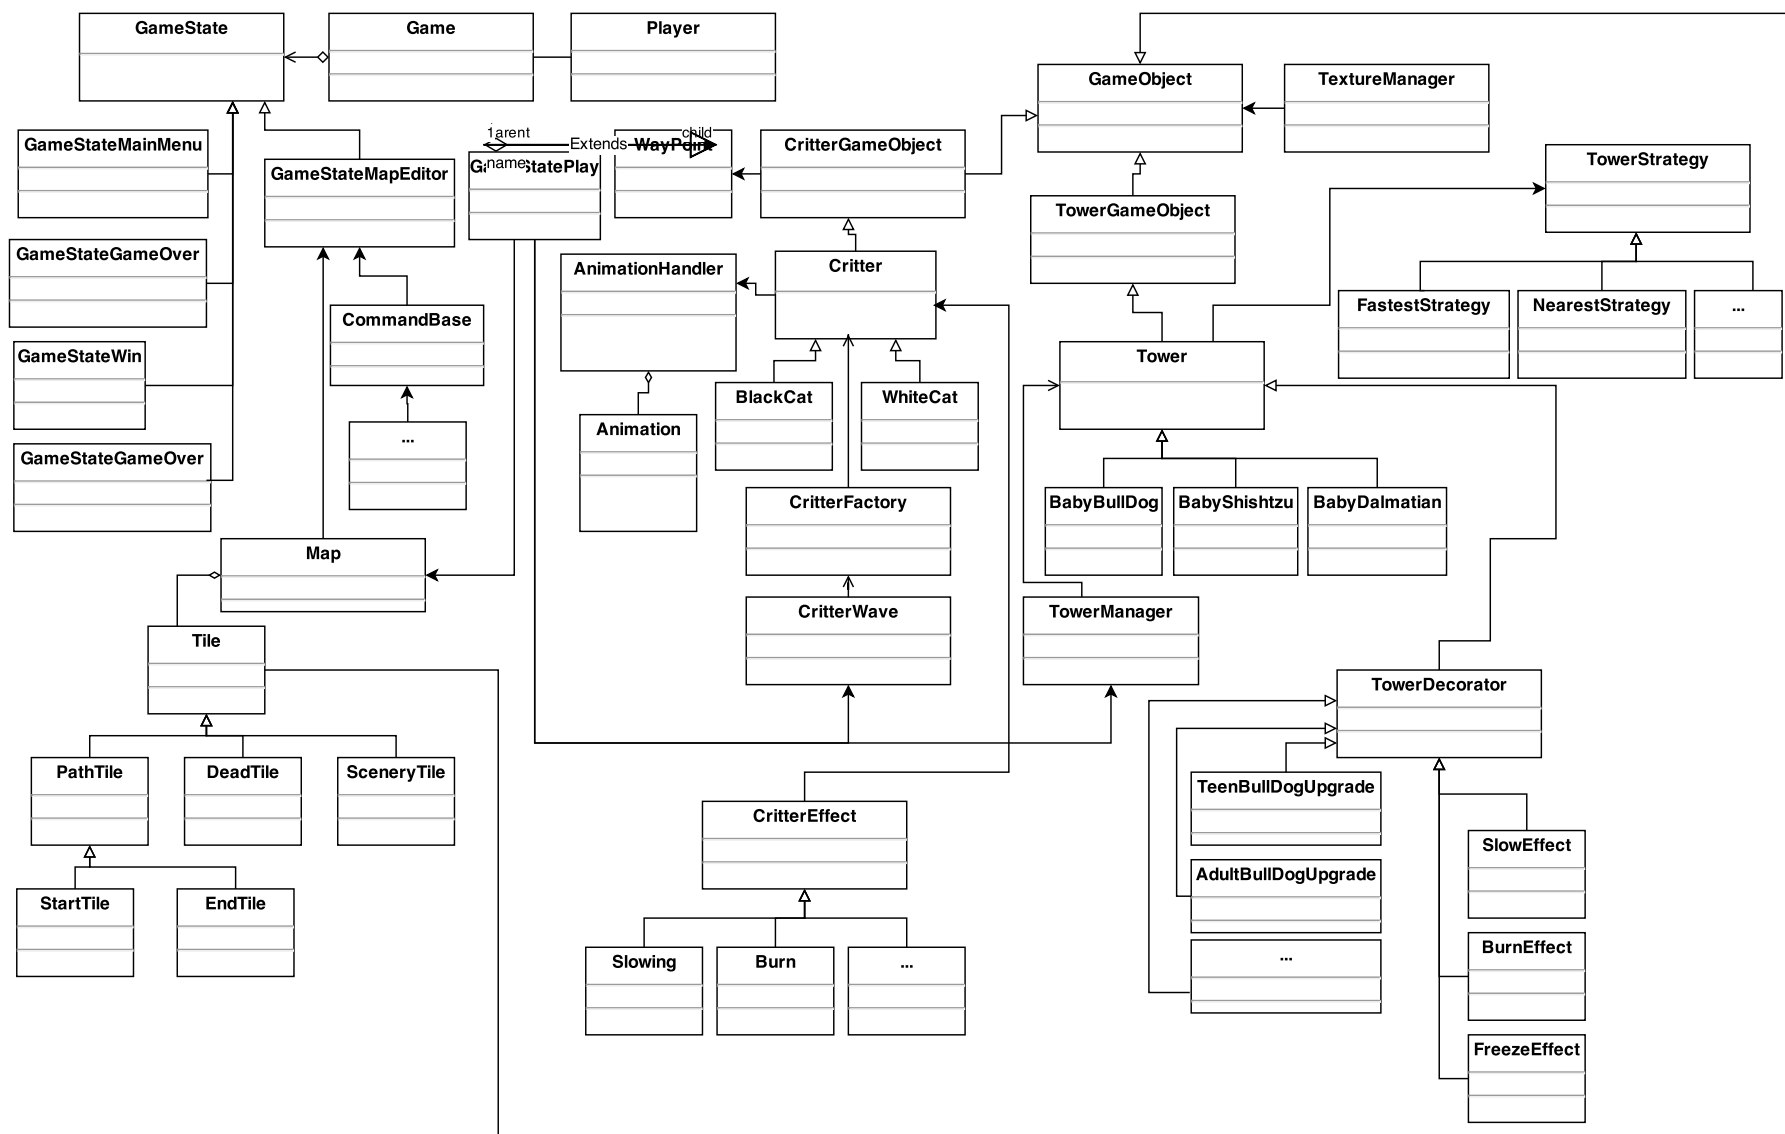 GameState
Game
Player
GameObject
TextureManager
GameStateMainMenu
GameStateMapEditor
1arent
child
Extends
name
WayPoint
CritterGameObject
TowerStrategy
TowerGameObject
GameStateGameOver
AnimationHandler
Critter
CommandBase
FastestStrategy
NearestStrategy
...
GameStateWin
Tower
BlackCat
WhiteCat
Animation
...
GameStateGameOver
CritterFactory
BabyBullDog
BabyShishtzu
BabyDalmatian
Map
CritterWave
TowerManager
Tile
TowerDecorator
PathTile
DeadTile
SceneryTile
TeenBullDogUpgrade
CritterEffect
SlowEffect
AdultBullDogUpgrade
StartTile
EndTile
BurnEffect
Slowing
Burn
...
...
FreezeEffect